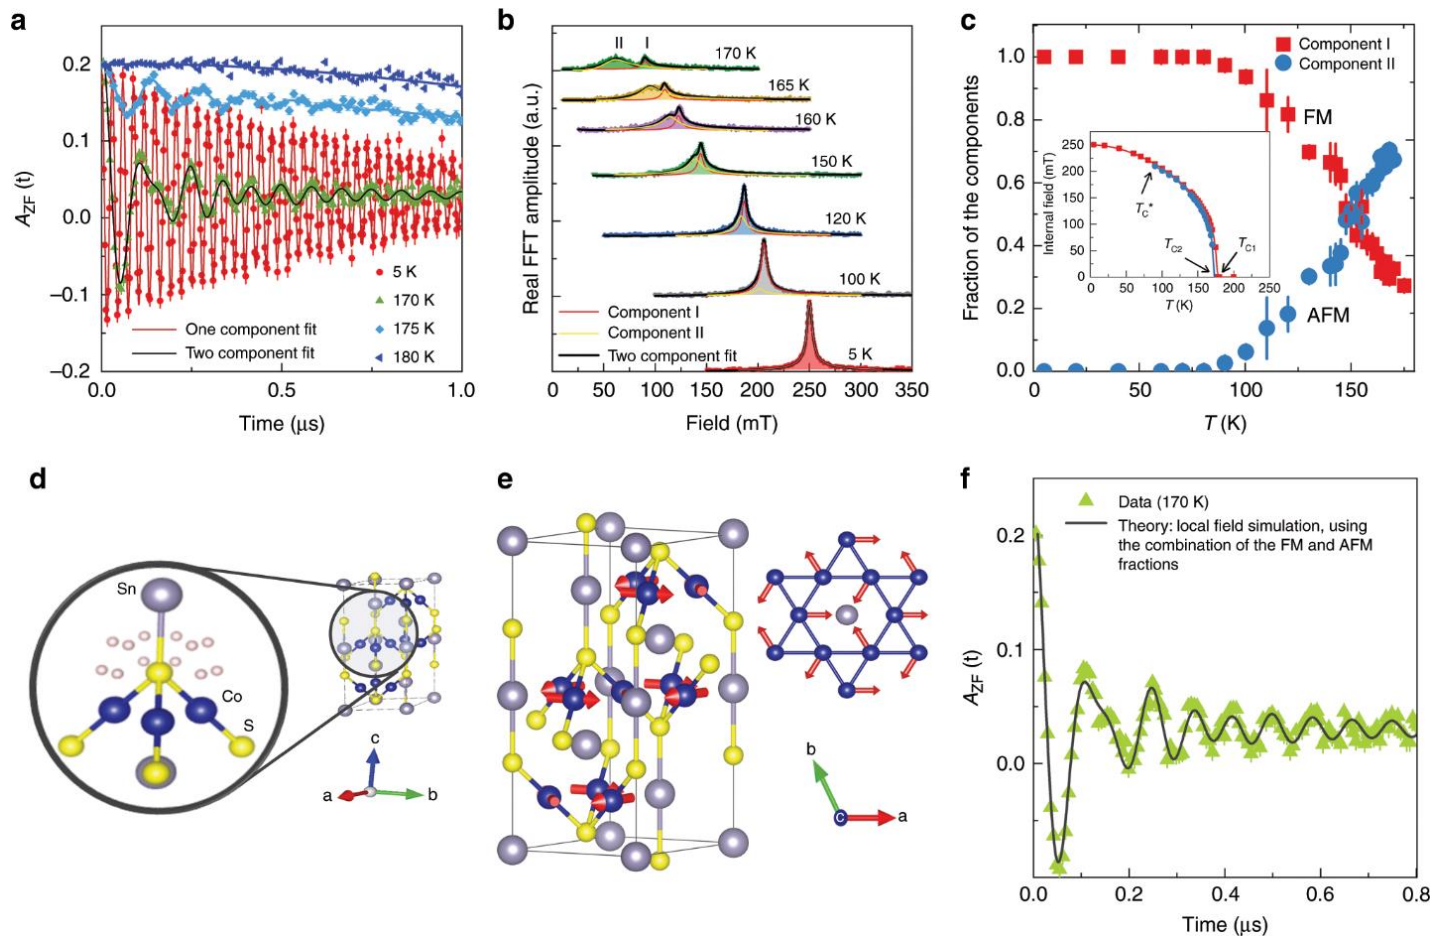 a
A_ZF (t)
0.2
0.1
0.0
–0.1
–0.2
5 K
170 K
175 K
180 K
One component fit
Two component fit
0.0
0.5
1.0
Time (μs)
b
Real FFT amplitude (a.u.)
II
I
170 K
165 K
160 K
150 K
120 K
100 K
5 K
Component I
Component II
Two component fit
0 50 100 150 200 250 300 350
Field (mT)
c
Fraction of the components
1.0
0.8
0.6
0.4
0.2
0.0
Component I
Component II
FM
AFM
Internal field (mT)
250
200
150
100
50
0
T_C*
T_C2
T_C1
0 50 100 150 200 250
T (K)
0 50 100 150
T (K)
d
Sn
Co
S
c
a
b
e
b
c
a
f
A_ZF (t)
0.2
0.1
0.0
Data (170 K)
Theory: local field simulation, using
the combination of the FM and AFM
fractions
0.0 0.2 0.4 0.6 0.8
Time (μs)